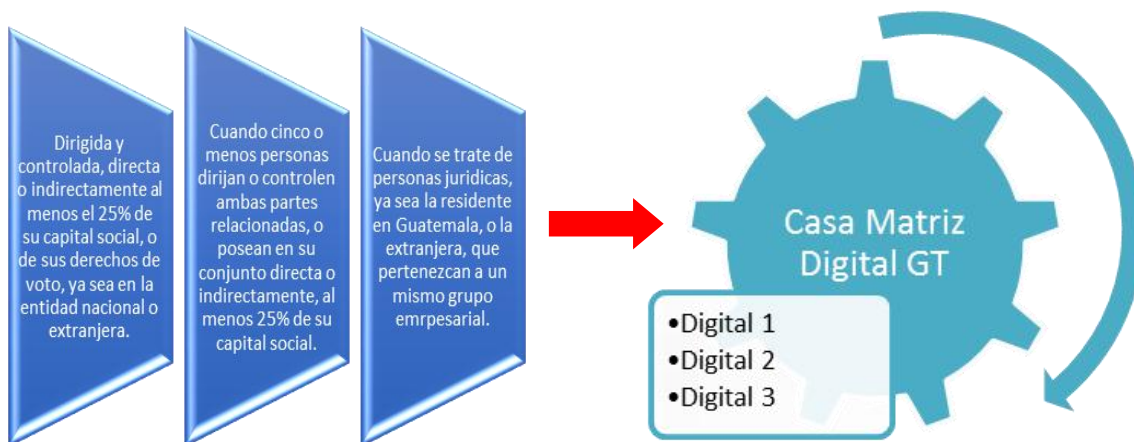 Dirigida y
controlada, directa
o indirectamente al
menos el 25% de
su capital social, o
de sus derechos de
voto, ya sea en la
entidad nacional o
extranjera.
Cuando cinco o
menos personas
dirijan o controlen
ambas partes
relacionadas, o
posean en su
conjunto directa o
indirectamente, al
menos 25% de su
capital social.
Cuando se trate de
personas juridicas,
ya sea la residente
en Guatemala, o la
extranjera, que
pertenezcan a un
mismo grupo
emrpesarial.
Casa Matriz
Digital GT
•Digital 1
•Digital 2
•Digital 3